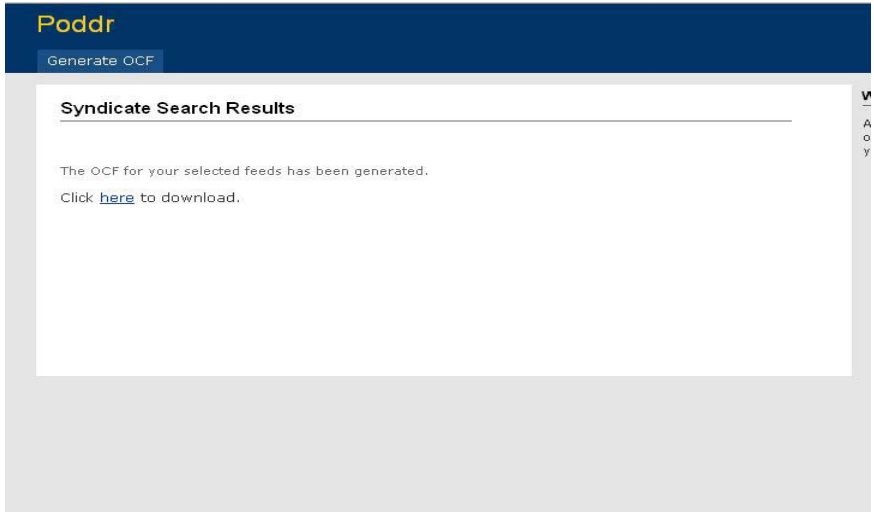 Poddr
Generate OCF
Syndicate Search Results
The OCF for your selected feeds has been generated.
Click here to download.